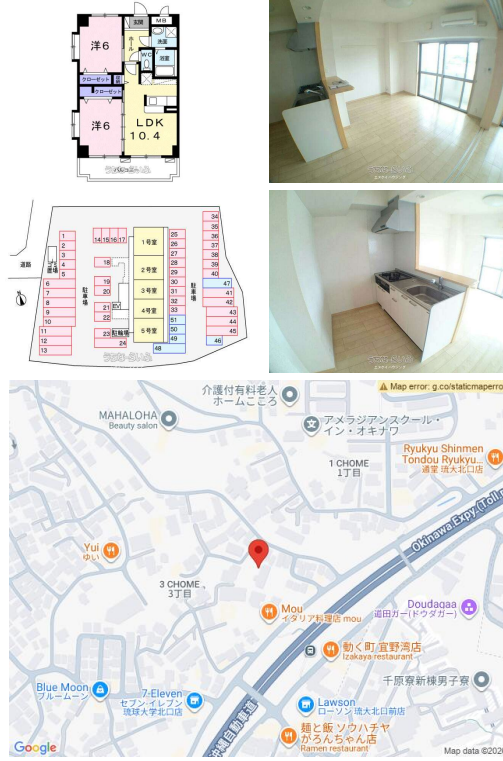 玄関
MB
ホール
洗面
WC
浴室
洋6
クローゼット
クローゼット
洋6
LDK
10.4
道路
駐車場
1
2
3
4
5
6
7
8
9
10
11
12
13
14 15 16 17
18
19
20
21
22
23
24
EV
駐輪場
1号室
2号室
3号室
4号室
5号室
25
26
27
28
29
30
31
32
33
51
50
49
48
駐車場
34
35
36
37
38
39
40
47
41
42
43
44
45
46
Map error: g.co/staticmaperro
介護付有料老人
ホームこころ
MAHALOHA
Beauty salon
アメラジアンスクール・
イン・オキナワ
1 CHOME
1丁目
Ryukyu Shinmen
Tondou Ryukyu...
通堂 琉大北口店
Okinawa Expy (Toll r
Yui
ゆい
3 CHOME
3丁目
Mou
イタリア料理店 mou
Doudagaa
道田ガー(ドウダガー)
働く町 宜野湾店
Izakaya restaurant
千原寮新棟男子寮
Blue Moon
ブルームーン
7-Eleven
セブン-イレブン
琉球大学北口店
Lawson
ローソン 琉大北口前店
沖縄自動車道
麺と飯 ソウハチヤ
がろんちゃん店
Ramen restaurant
Google
Map data ©202